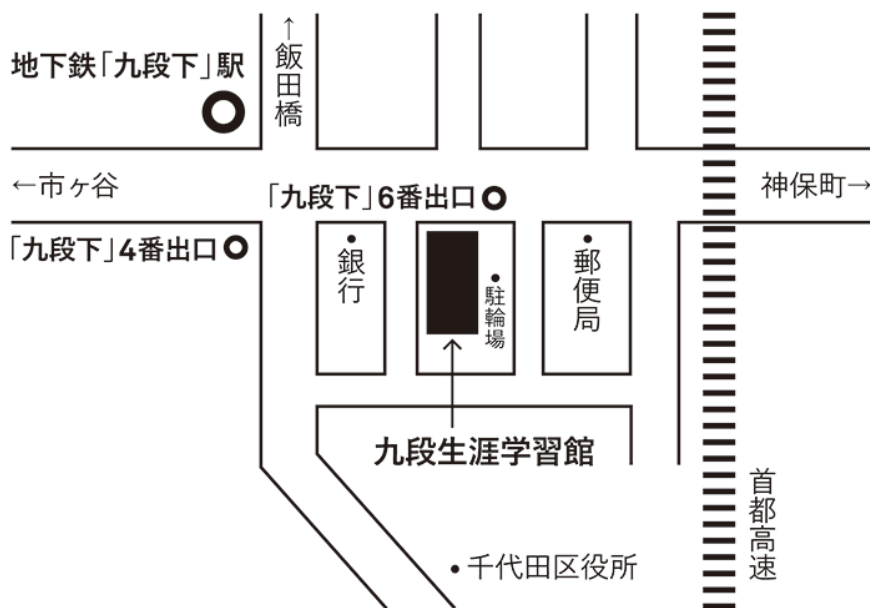 地下鉄「九段下」駅
↑飯田橋
←市ヶ谷
「九段下」6番出口
神保町→
「九段下」4番出口
銀行
駐輪場
郵便局
九段生涯学習館
首都高速
千代田区役所